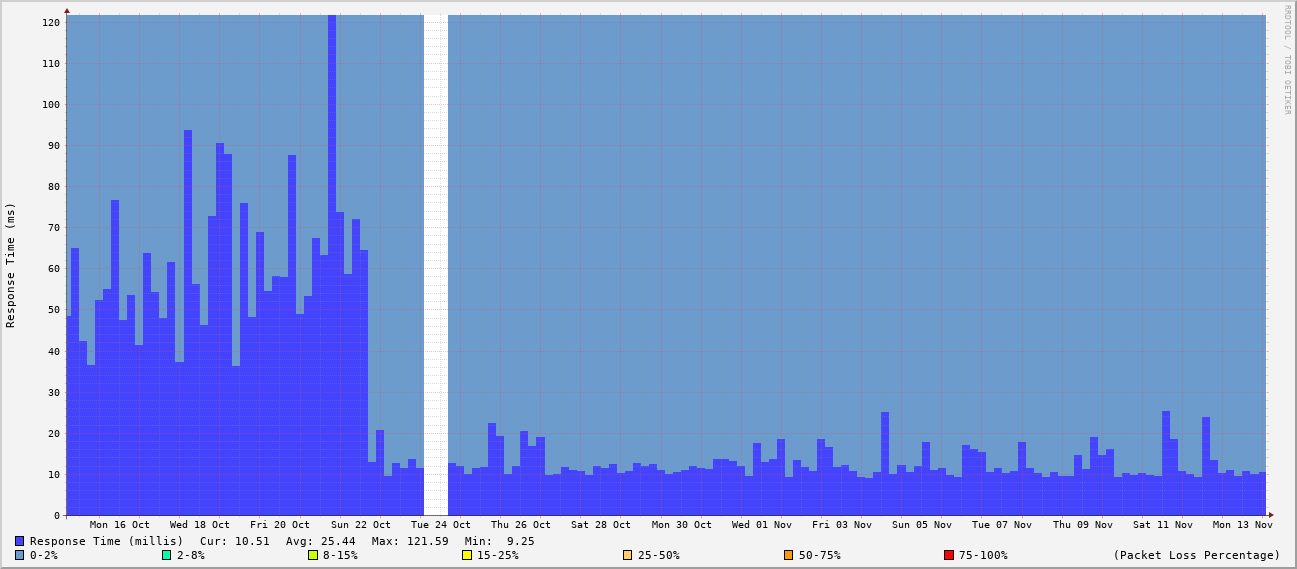 RRDTOOL / TOBI OETIKER
Response Time (ms)
120
110
100
90
80
70
60
50
40
30
20
10
0
Mon 16 Oct Wed 18 Oct Fri 20 Oct Sun 22 Oct Tue 24 Oct Thu 26 Oct Sat 28 Oct Mon 30 Oct Wed 01 Nov Fri 03 Nov Sun 05 Nov Tue 07 Nov Thu 09 Nov Sat 11 Nov Mon 13 Nov
Response Time (millis) Cur: 10.51 Avg: 25.44 Max: 121.59 Min: 9.25
0-2% 2-8% 8-15% 15-25% 25-50% 50-75% 75-100% (Packet Loss Percentage)